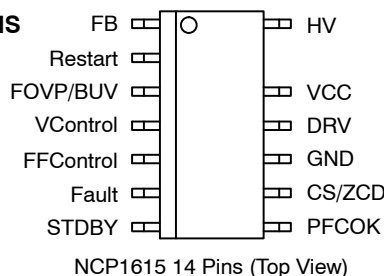 NS
FB
HV
Restart
FOVP/BUV
VCC
VControl
DRV
FFControl
GND
Fault
CS/ZCD
STDBY
PFCOK
NCP1615 14 Pins (Top View)